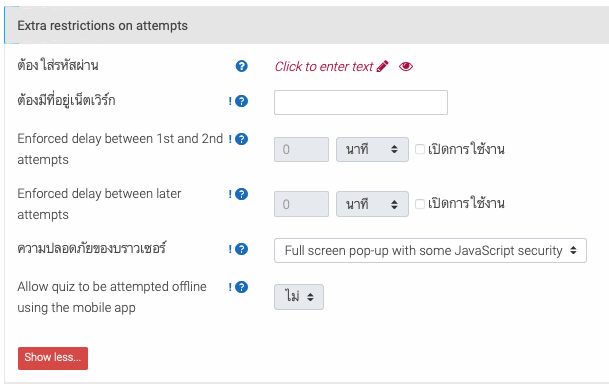 Extra restrictions on attempts
ต้องใส่รหัสผ่าน
Click to enter text
ต้องมีที่อยู่เน็ตเวิร์ก
Enforced delay between 1st and 2nd
attempts
0 นาที เปิดการใช้งาน
Enforced delay between later
attempts
0 นาที เปิดการใช้งาน
ความปลอดภัยของบราวเซอร์
Full screen pop-up with some JavaScript security
Allow quiz to be attempted offline
using the mobile app
ไม่
Show less...